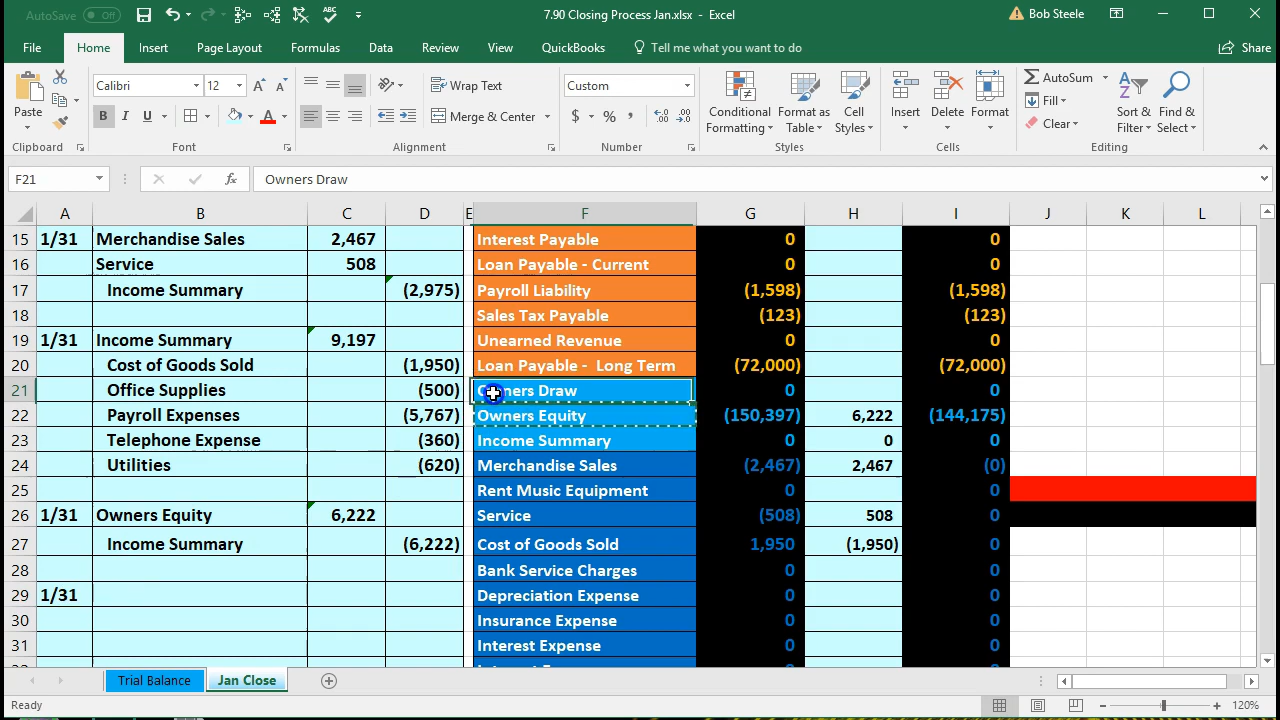 AutoSave Off 7.90 Closing Process Jan.xlsx - Excel Bob Steele
File Home Insert Page Layout Formulas Data Review View QuickBooks Tell me what you want to do Share
Paste Calibri 12 Wrap Text Custom AutoSum
B I U A Merge & Center $ % , Conditional Formatting Format as Table Cell Styles Insert Delete Format Fill Clear Sort & Filter Find & Select
Clipboard Font Alignment Number Styles Cells Editing
F21 fx Owners Draw
A B C D E F G H I J K L
15 1/31 Merchandise Sales 2,467 Interest Payable 0 0
16 Service 508 Loan Payable - Current 0 0
17 Income Summary (2,975) Payroll Liability (1,598) (1,598)
18 Sales Tax Payable (123) (123)
19 1/31 Income Summary 9,197 Unearned Revenue 0 0
20 Cost of Goods Sold (1,950) Loan Payable - Long Term (72,000) (72,000)
21 Office Supplies (500) Owners Draw 0 0
22 Payroll Expenses (5,767) Owners Equity (150,397) 6,222 (144,175)
23 Telephone Expense (360) Income Summary 0 0 0
24 Utilities (620) Merchandise Sales (2,467) 2,467 (0)
25 Rent Music Equipment 0 0
26 1/31 Owners Equity 6,222 Service (508) 508 0
27 Income Summary (6,222) Cost of Goods Sold 1,950 (1,950) 0
28 Bank Service Charges 0 0
29 1/31 Depreciation Expense 0 0
30 Insurance Expense 0 0
31 Interest Expense 0 0
Trial Balance Jan Close
Ready 120%